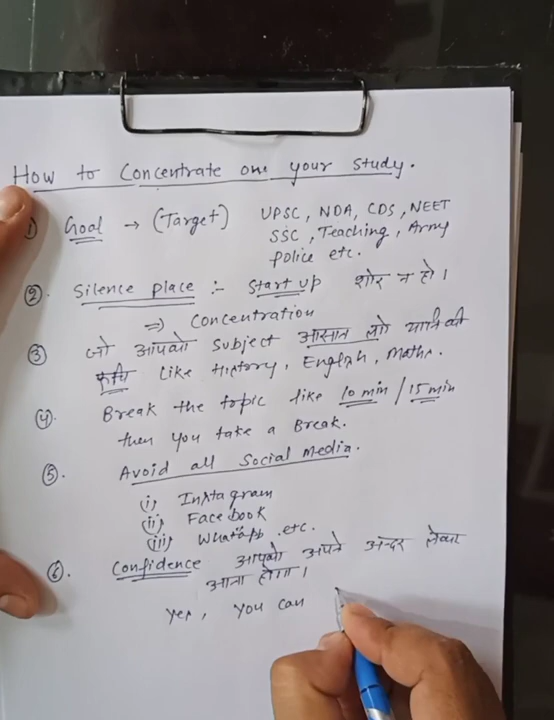 How to Concentrate on your study.
1) Goal → (Target) UPSC, NDA, CDS, NEET
SSC, Teaching, Army
police etc.
2. Silence place :- Start up शोर न हो।
⇒ Concentration
3 जो आपको Subject आसान लगे यानि की
रूचि Like History, English, Maths.
4. Break the topic like 10 min / 15 min
then you take a Break.
5. Avoid all Social media.
(i) Instagram
(ii) Facebook
(iii) Whatsapp etc.
6. Confidence आपको अपने अन्दर लेकर
आना होगा।
Yes, you can